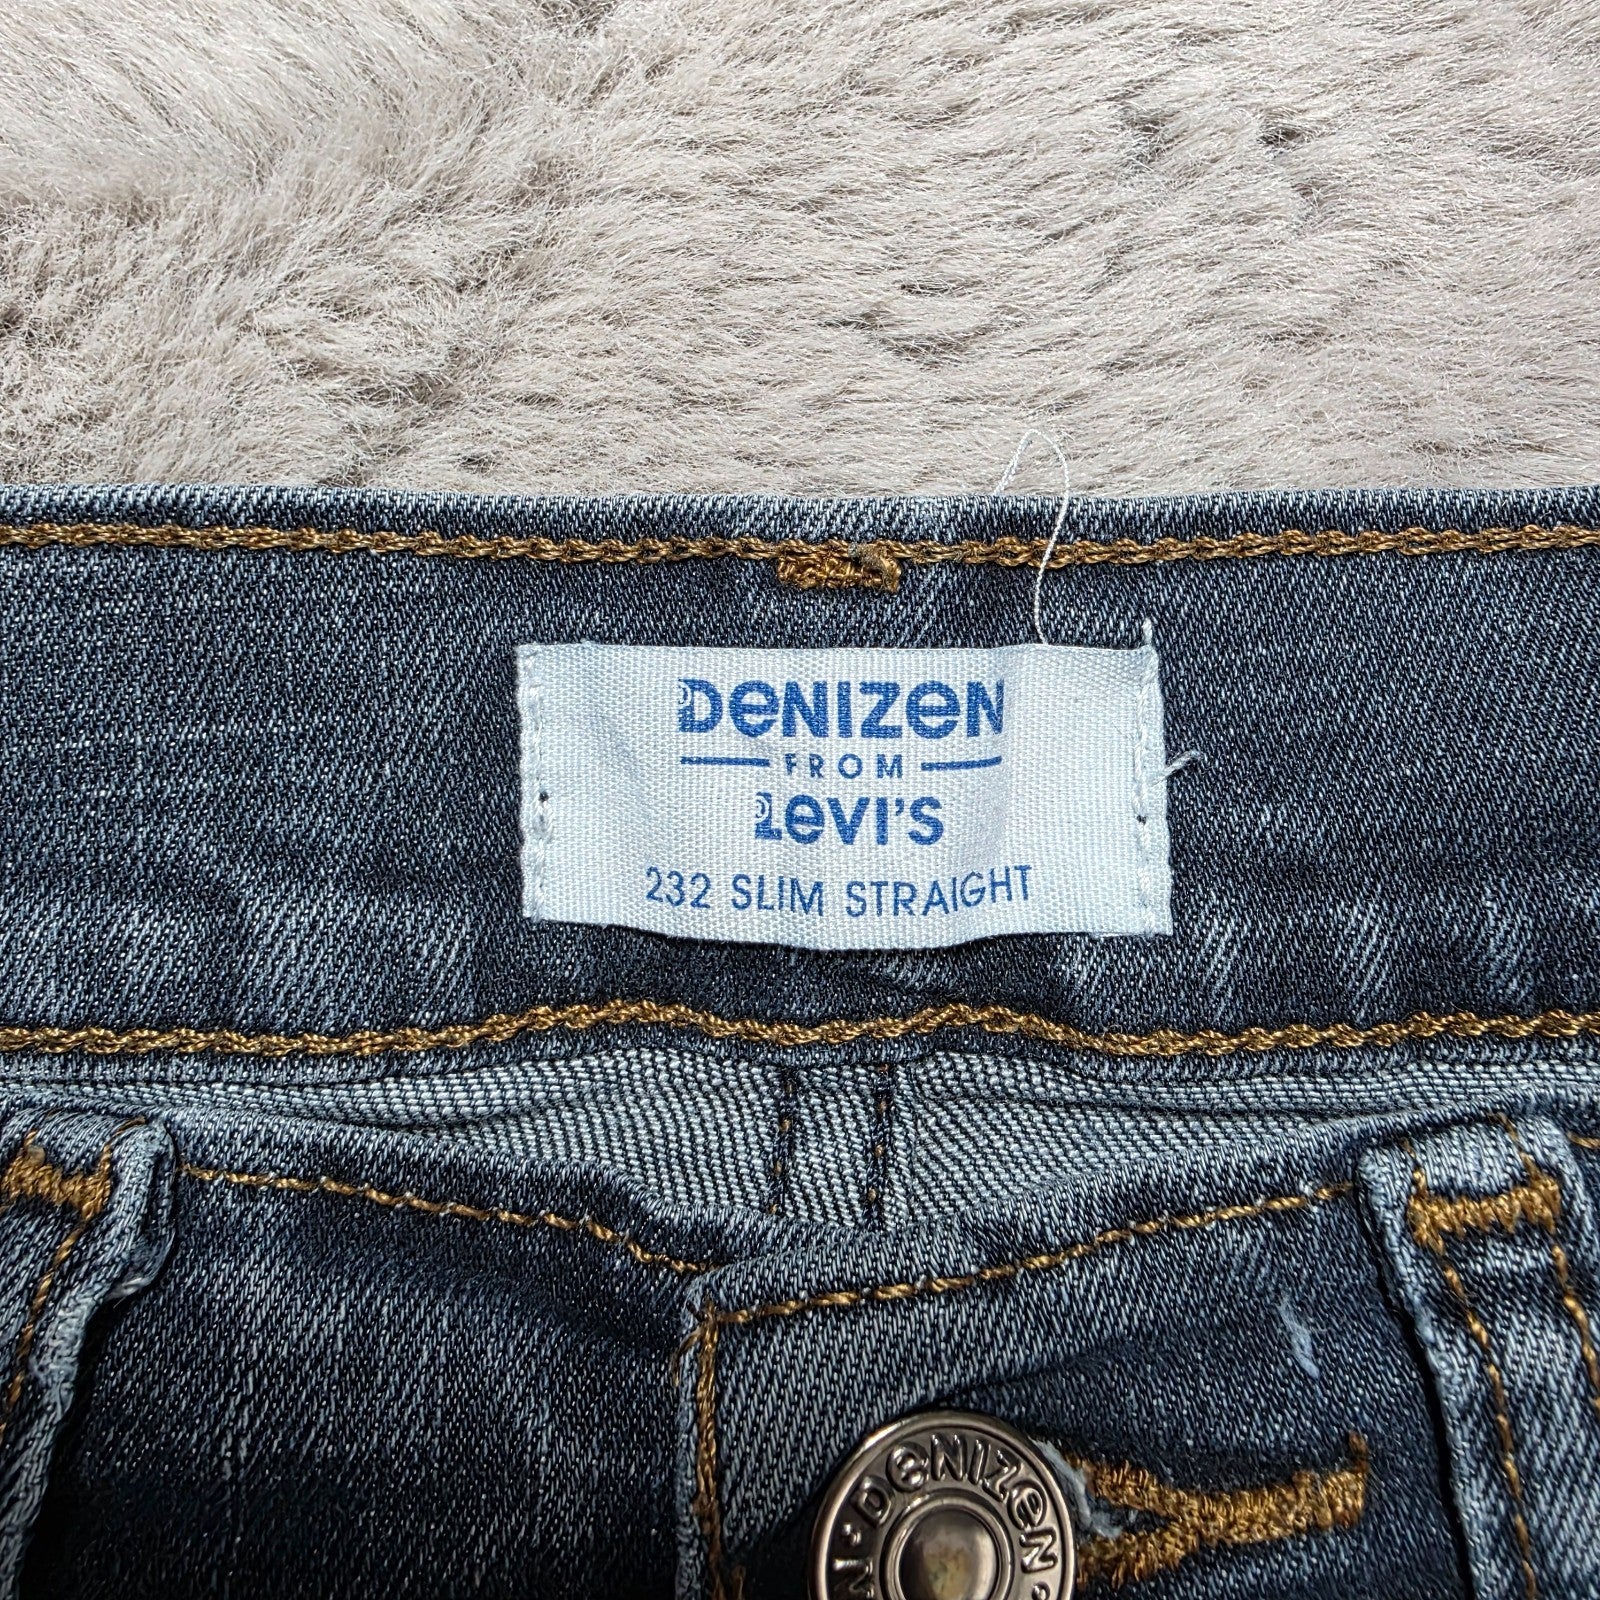 DeNIZeN
FROM
Levi's
232 SLIM STRAIGHT
DeNIZeN